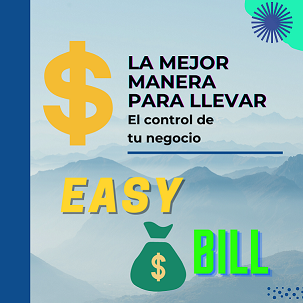 $
LA MEJOR
MANERA
PARA LLEVAR
El control de
tu negocio
EASY
$
BILL